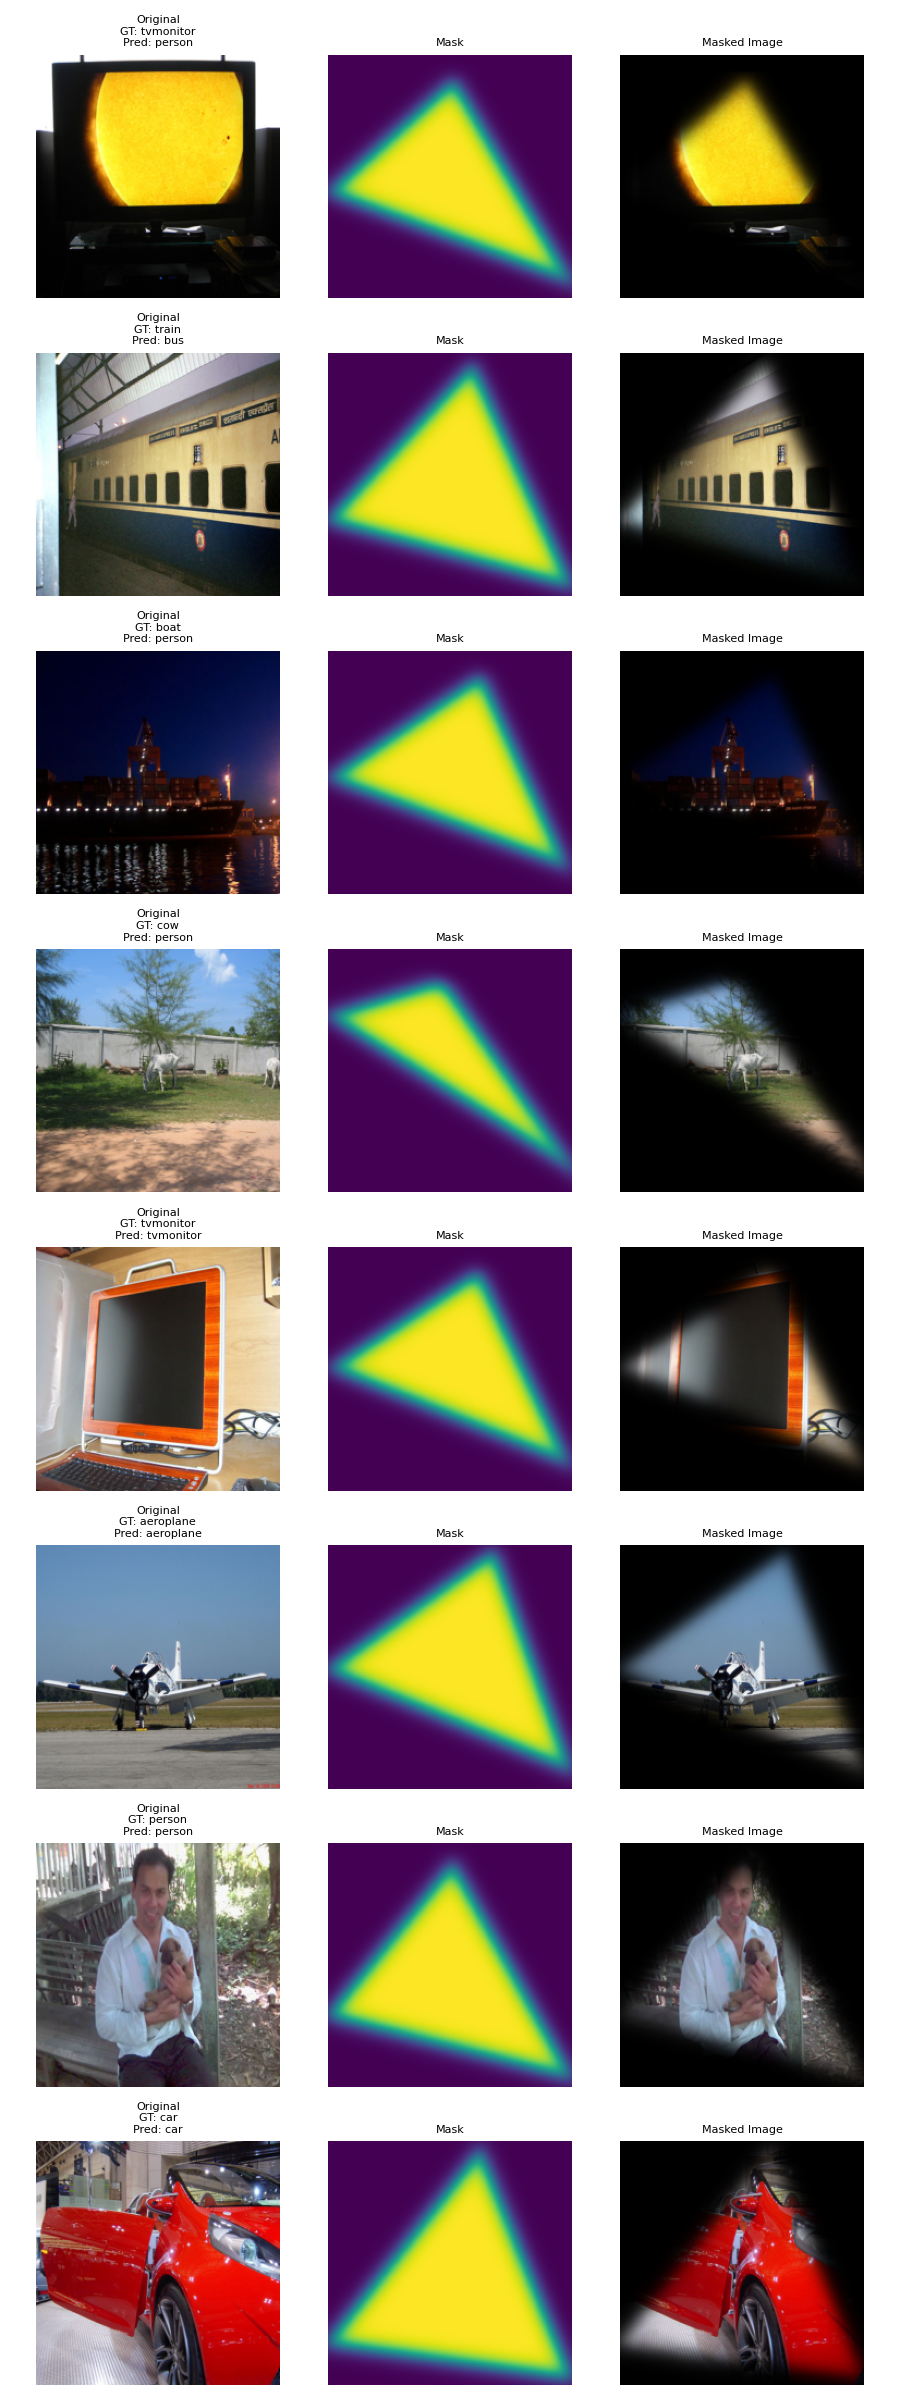 Original
GT: tvmonitor
Pred: person
Mask
Masked Image
Original
GT: train
Pred: bus
Mask
Masked Image
Original
GT: boat
Pred: person
Mask
Masked Image
Original
GT: cow
Pred: person
Mask
Masked Image
Original
GT: tvmonitor
Pred: tvmonitor
Mask
Masked Image
Original
GT: aeroplane
Pred: aeroplane
Mask
Masked Image
Original
GT: person
Pred: person
Mask
Masked Image
Original
GT: car
Pred: car
Mask
Masked Image